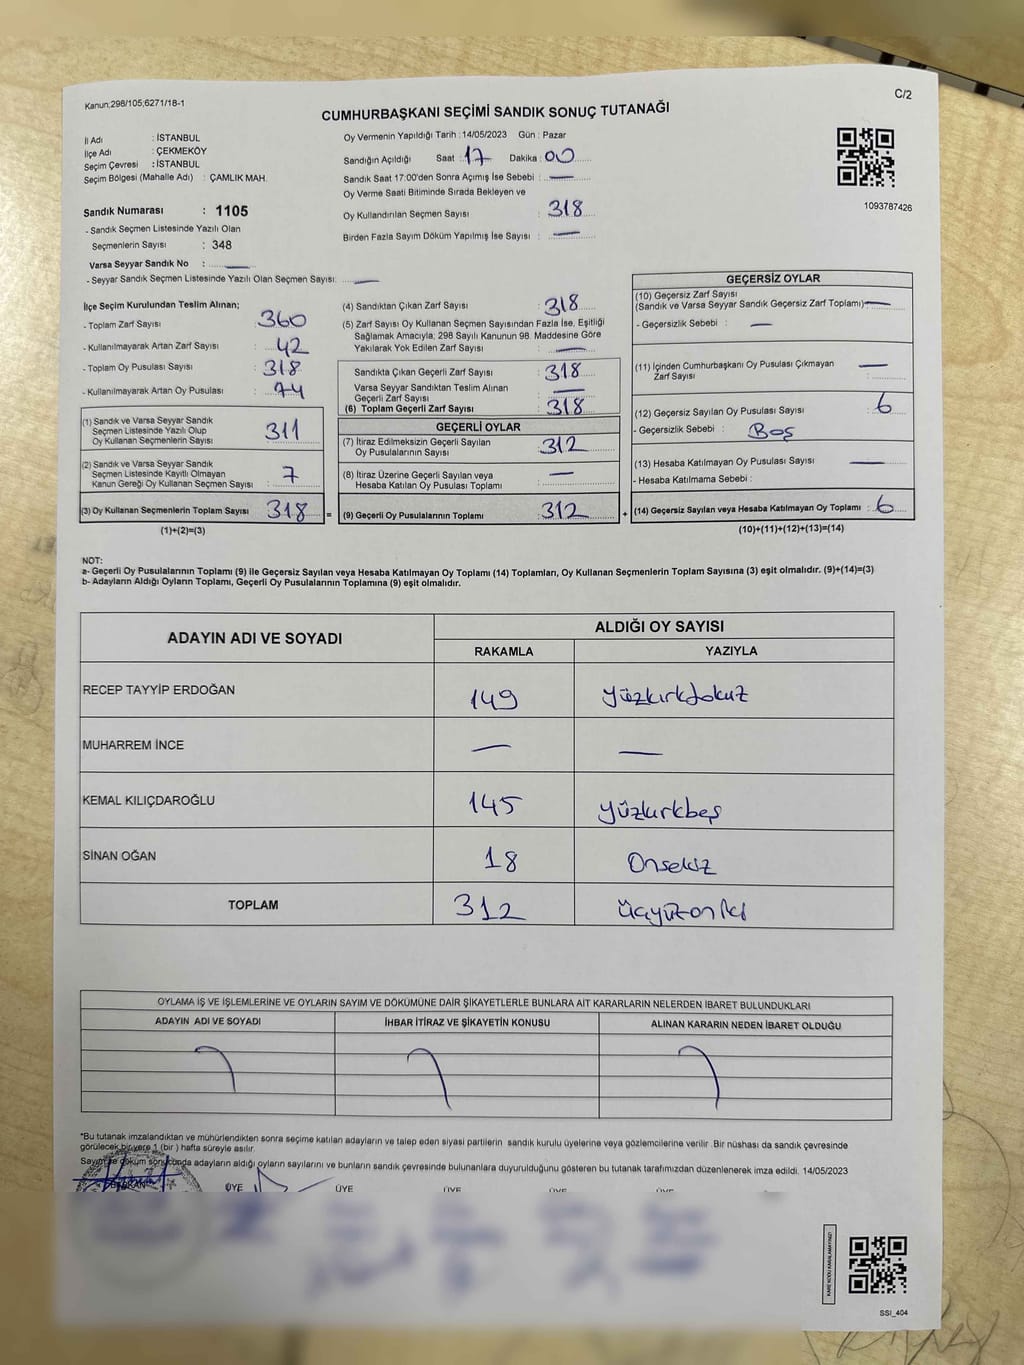 Kanun;298/105;6271/18-1
C/2
CUMHURBAŞKANI SEÇİMİ SANDIK SONUÇ TUTANAĞI
İl Adı : İSTANBUL
İlçe Adı : ÇEKMEKÖY
Seçim Çevresi : İSTANBUL
Seçim Bölgesi (Mahalle Adı) : ÇAMLIK MAH.
Sandık Numarası : 1105
- Sandık Seçmen Listesinde Yazılı Olan
Seçmenlerin Sayısı : 348
Varsa Seyyar Sandık No : —
- Seyyar Sandık Seçmen Listesinde Yazılı Olan Seçmen Sayısı: —
Oy Vermenin Yapıldığı Tarih : 14/05/2023 Gün : Pazar
Sandığın Açıldığı Saat : 17 Dakika : 00
Sandık Saat 17:00'den Sonra Açımış İse Sebebi : —
Oy Verme Saati Bitiminde Sırada Bekleyen ve
Oy Kullandırılan Seçmen Sayısı : 318
Birden Fazla Sayım Döküm Yapılmış İse Sayısı : —
1093787426
İlçe Seçim Kurulundan Teslim Alınan;
- Toplam Zarf Sayısı : 360
- Kullanılmayarak Artan Zarf Sayısı : 42
- Toplam Oy Pusulası Sayısı : 318
- Kullanılmayarak Artan Oy Pusulası : 44
(1) Sandık ve Varsa Seyyar Sandık
Seçmen Listesinde Yazılı Olup
Oy Kullanan Seçmenlerin Sayısı : 311
(2) Sandık ve Varsa Seyyar Sandık
Seçmen Listesinde Kayıtlı Olmayan
Kanun Gereği Oy Kullanan Seçmen Sayısı : 7
(3) Oy Kullanan Seçmenlerin Toplam Sayısı : 318 =
(1)+(2)=(3)
(4) Sandıktan Çıkan Zarf Sayısı : 318
(5) Zarf Sayısı Oy Kullanan Seçmen Sayısından Fazla İse, Eşitliği
Sağlamak Amacıyla; 298 Sayılı Kanunun 98. Maddesine Göre
Yakılarak Yok Edilen Zarf Sayısı : —
Sandıkta Çıkan Geçerli Zarf Sayısı : 318
Varsa Seyyar Sandıktan Teslim Alınan
Geçerli Zarf Sayısı : —
(6) Toplam Geçerli Zarf Sayısı : 318
GEÇERLİ OYLAR
(7) İtiraz Edilmeksizin Geçerli Sayılan
Oy Pusulalarının Sayısı : 312
(8) İtiraz Üzerine Geçerli Sayılan veya
Hesaba Katılan Oy Pusulası Toplamı : —
(9) Geçerli Oy Pusulalarının Toplamı : 312 +
GEÇERSİZ OYLAR
(10) Geçersiz Zarf Sayısı
(Sandık ve Varsa Seyyar Sandık Geçersiz Zarf Toplamı) —
- Geçersizlik Sebebi : —
(11) İçinden Cumhurbaşkanı Oy Pusulası Çıkmayan
Zarf Sayısı : —
(12) Geçersiz Sayılan Oy Pusulası Sayısı : 6
- Geçersizlik Sebebi : Boş
(13) Hesaba Katılmayan Oy Pusulası Sayısı : —
- Hesaba Katılmama Sebebi :
(14) Geçersiz Sayılan veya Hesaba Katılmayan Oy Toplamı : 6
(10)+(11)+(12)+(13)=(14)
NOT:
a- Geçerli Oy Pusulalarının Toplamı (9) ile Geçersiz Sayılan veya Hesaba Katılmayan Oy Toplamı (14) Toplamları, Oy Kullanan Seçmenlerin Toplam Sayısına (3) eşit olmalıdır. (9)+(14)=(3)
b- Adayların Aldığı Oyların Toplamı, Geçerli Oy Pusulalarının Toplamına (9) eşit olmalıdır.
ADAYIN ADI VE SOYADI ALDIĞI OY SAYISI
RAKAMLA YAZIYLA
RECEP TAYYİP ERDOĞAN 149 yüzkırkdokuz
MUHARREM İNCE — —
KEMAL KILIÇDAROĞLU 145 yüzkırkbeş
SİNAN OĞAN 18 Onsekiz
TOPLAM 312 üçyüzoniki
OYLAMA İŞ VE İŞLEMLERİNE VE OYLARIN SAYIM VE DÖKÜMÜNE DAİR ŞİKAYETLERLE BUNLARA AİT KARARLARIN NELERDEN İBARET BULUNDUKLARI
ADAYIN ADI VE SOYADI İHBAR İTİRAZ VE ŞİKAYETİN KONUSU ALINAN KARARIN NEDEN İBARET OLDUĞU
*Bu tutanak imzalandıktan ve mühürlendikten sonra seçime katılan adayların ve talep eden siyasi partilerin sandık kurulu üyelerine veya gözlemcilerine verilir .Bir nüshası da sandık çevresinde
görülecek bir yere 1 (bir ) hafta süreyle asılır.
Sayım ve döküm sonucunda adayların aldığı oyların sayılarını ve bunların sandık çevresinde bulunanlara duyurulduğunu gösteren bu tutanak tarafımızdan düzenlenerek imza edildi. 14/05/2023
BAŞKAN ÜYE ÜYE ÜYE ÜYE ÜYE
KARE KODU KARALAMAYINIZ!
SSI_404